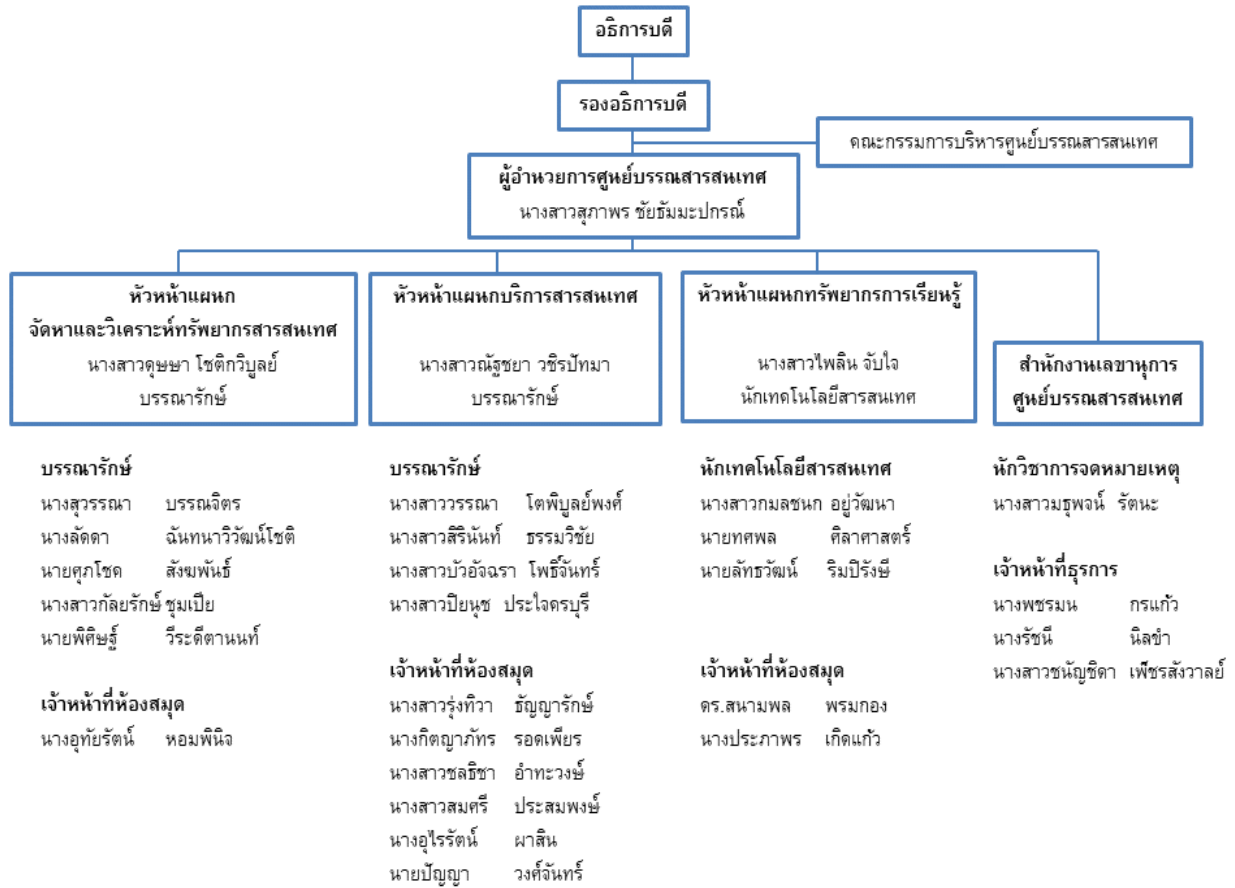 อธิการบดี
รองอธิการบดี
คณะกรรมการบริหารศูนย์บรรณสารสนเทศ
ผู้อำนวยการศูนย์บรรณสารสนเทศ
นางสาวสุภาพร ชัยธัมมะปกรณ์
หัวหน้าแผนก
จัดหาและวิเคราะห์ทรัพยากรสารสนเทศ
นางสาวดุษษา โชติกวิบูลย์
บรรณารักษ์
หัวหน้าแผนกบริการสารสนเทศ
นางสาวณัฐชยา วชิรปัทมา
บรรณารักษ์
หัวหน้าแผนกทรัพยากรการเรียนรู้
นางสาวไพลิน จับใจ
นักเทคโนโลยีสารสนเทศ
สำนักงานเลขานุการ
ศูนย์บรรณสารสนเทศ
บรรณารักษ์
นางสุวรรณา บรรณจิตร
นางลัดดา ฉันทนาวิวัฒน์โชติ
นายศุภโชค สังฆพันธ์
นางสาวกัลยรักษ์ ชุมเปีย
นายพิศิษฐ์ วีระดีตานนท์
เจ้าหน้าที่ห้องสมุด
นางอุทัยรัตน์ หอมพินิจ
บรรณารักษ์
นางสาววรรณา โตพิบูลย์พงศ์
นางสาวสิรินันท์ ธรรมวิชัย
นางสาวบัวอัจฉรา โพธิ์จันทร์
นางสาวปิยนุช ประใจครบุรี
เจ้าหน้าที่ห้องสมุด
นางสาวรุ่งทิวา ธัญญารักษ์
นางกิตญาภัทร รอดเพียร
นางสาวชลธิชา อำทะวงษ์
นางสาวสมศรี ประสมพงษ์
นางอุไรรัตน์ ผาสิน
นายปัญญา วงศ์จันทร์
นักเทคโนโลยีสารสนเทศ
นางสาวกมลชนก อยู่วัฒนา
นายทศพล ศิลาศาสตร์
นายลัทธวัฒน์ ริมปิรังษี
เจ้าหน้าที่ห้องสมุด
ดร.สนามพล พรมกอง
นางประภาพร เกิดแก้ว
นักวิชาการจดหมายเหตุ
นางสาวมธุพจน์ รัตนะ
เจ้าหน้าที่ธุรการ
นางพชรมน กรแก้ว
นางรัชนี นิลขำ
นางสาวชนัญชิดา เพ็ชรสังวาลย์